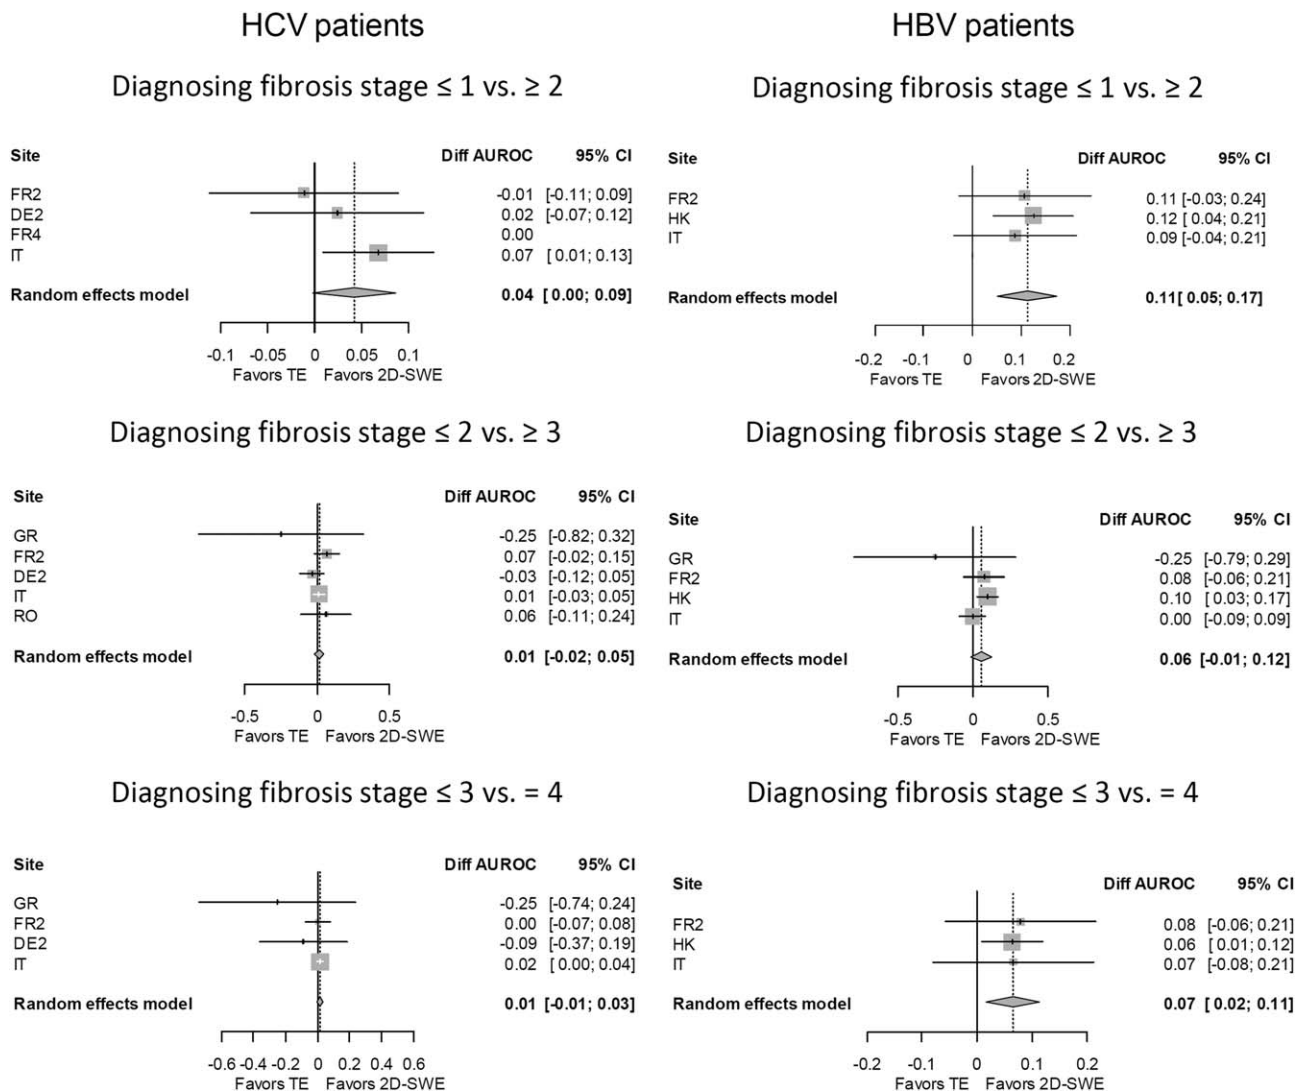 HCV patients
Diagnosing fibrosis stage ≤ 1 vs. ≥ 2
Site Diff AUROC 95% CI
FR2 -0.01 [-0.11; 0.09]
DE2 0.02 [-0.07; 0.12]
FR4 0.00
IT 0.07 [ 0.01; 0.13]
Random effects model 0.04 [ 0.00; 0.09]
-0.1 -0.05 0 0.05 0.1
Favors TE Favors 2D-SWE
Diagnosing fibrosis stage ≤ 2 vs. ≥ 3
Site Diff AUROC 95% CI
GR -0.25 [-0.82; 0.32]
FR2 0.07 [-0.02; 0.15]
DE2 -0.03 [-0.12; 0.05]
IT 0.01 [-0.03; 0.05]
RO 0.06 [-0.11; 0.24]
Random effects model 0.01 [-0.02; 0.05]
-0.5 0 0.5
Favors TE Favors 2D-SWE
Diagnosing fibrosis stage ≤ 3 vs. = 4
Site Diff AUROC 95% CI
GR -0.25 [-0.74; 0.24]
FR2 0.00 [-0.07; 0.08]
DE2 -0.09 [-0.37; 0.19]
IT 0.02 [ 0.00; 0.04]
Random effects model 0.01 [-0.01; 0.03]
-0.6 -0.4 -0.2 0 0.2 0.4 0.6
Favors TE Favors 2D-SWE
HBV patients
Diagnosing fibrosis stage ≤ 1 vs. ≥ 2
Site Diff AUROC 95% CI
FR2 0.11 [-0.03; 0.24]
HK 0.12 [ 0.04; 0.21]
IT 0.09 [-0.04; 0.21]
Random effects model 0.11[ 0.05; 0.17]
-0.2 -0.1 0 0.1 0.2
Favors TE Favors 2D-SWE
Diagnosing fibrosis stage ≤ 2 vs. ≥ 3
Site Diff AUROC 95% CI
GR -0.25 [-0.79; 0.29]
FR2 0.08 [-0.06; 0.21]
HK 0.10 [ 0.03; 0.17]
IT 0.00 [-0.09; 0.09]
Random effects model 0.06 [-0.01; 0.12]
-0.5 0 0.5
Favors TE Favors 2D-SWE
Diagnosing fibrosis stage ≤ 3 vs. = 4
Site Diff AUROC 95% CI
FR2 0.08 [-0.06; 0.21]
HK 0.06 [ 0.01; 0.12]
IT 0.07 [-0.08; 0.21]
Random effects model 0.07 [ 0.02; 0.11]
-0.2 -0.1 0 0.1 0.2
Favors TE Favors 2D-SWE